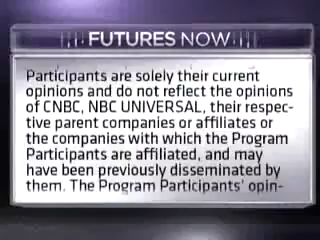 FUTURES NOW
Participants are solely their current
opinions and do not reflect the opinions
of CNBC, NBC UNIVERSAL, their respec-
tive parent companies or affiliates or
the companies with which the Program
Participants are affiliated, and may
have been previously disseminated by
them. The Program Participants' opin-